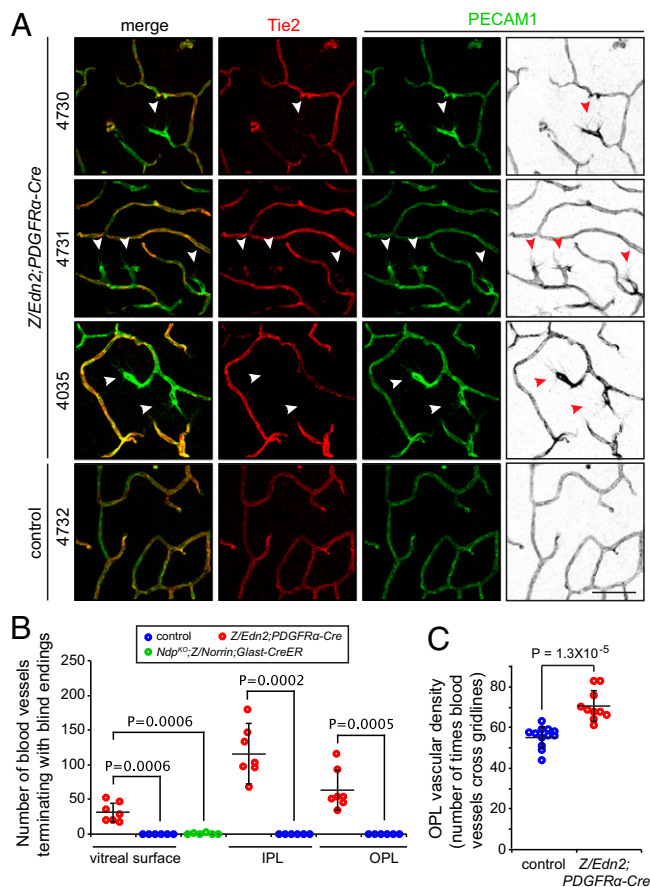 A
merge
Tie2
PECAM1
Z/Edn2;PDGFRα-Cre
4730
4731
4035
control
4732
B
control
Z/Edn2;PDGFRα-Cre
Ndp^KO;Z/Norrin;Glast-CreER
Number of blood vessels
terminating with blind endings
250
200
150
100
50
0
P=0.0006
P=0.0006
P=0.0002
P=0.0005
vitreal surface
IPL
OPL
C
P = 1.3X10^-5
OPL vascular density
(number of times blood
vessels cross gridlines)
80
60
40
20
0
control
Z/Edn2;
PDGFRα-Cre